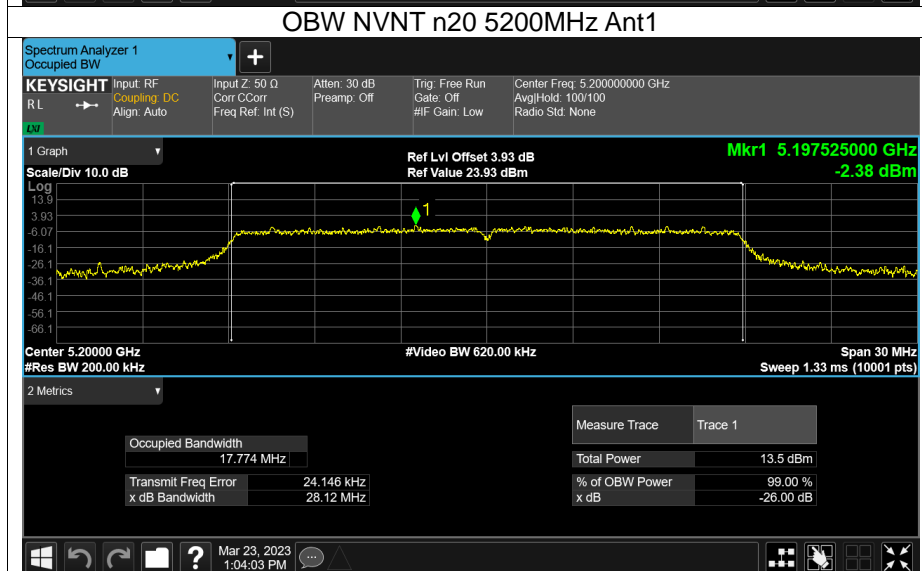 OBW NVNT n20 5200MHz Ant1
Spectrum Analyzer 1
Occupied BW
+
KEYSIGHT Input: RF Input Z: 50 Ω Atten: 30 dB Trig: Free Run Center Freq: 5.200000000 GHz
RL Coupling: DC Corr CCorr Preamp: Off Gate: Off Avg|Hold: 100/100
Align: Auto Freq Ref: Int (S) #IF Gain: Low Radio Std: None
LXI
1 Graph Ref Lvl Offset 3.93 dB Mkr1 5.197525000 GHz
Scale/Div 10.0 dB Ref Value 23.93 dBm -2.38 dBm
Log
13.9
3.93
1
-6.07
-16.1
-26.1
-36.1
-46.1
-56.1
-66.1
Center 5.20000 GHz #Video BW 620.00 kHz Span 30 MHz
#Res BW 200.00 kHz Sweep 1.33 ms (10001 pts)
2 Metrics
Measure Trace Trace 1
Occupied Bandwidth
17.774 MHz Total Power 13.5 dBm
Transmit Freq Error 24.146 kHz % of OBW Power 99.00 %
x dB Bandwidth 28.12 MHz x dB -26.00 dB
? Mar 23, 2023
1:04:03 PM